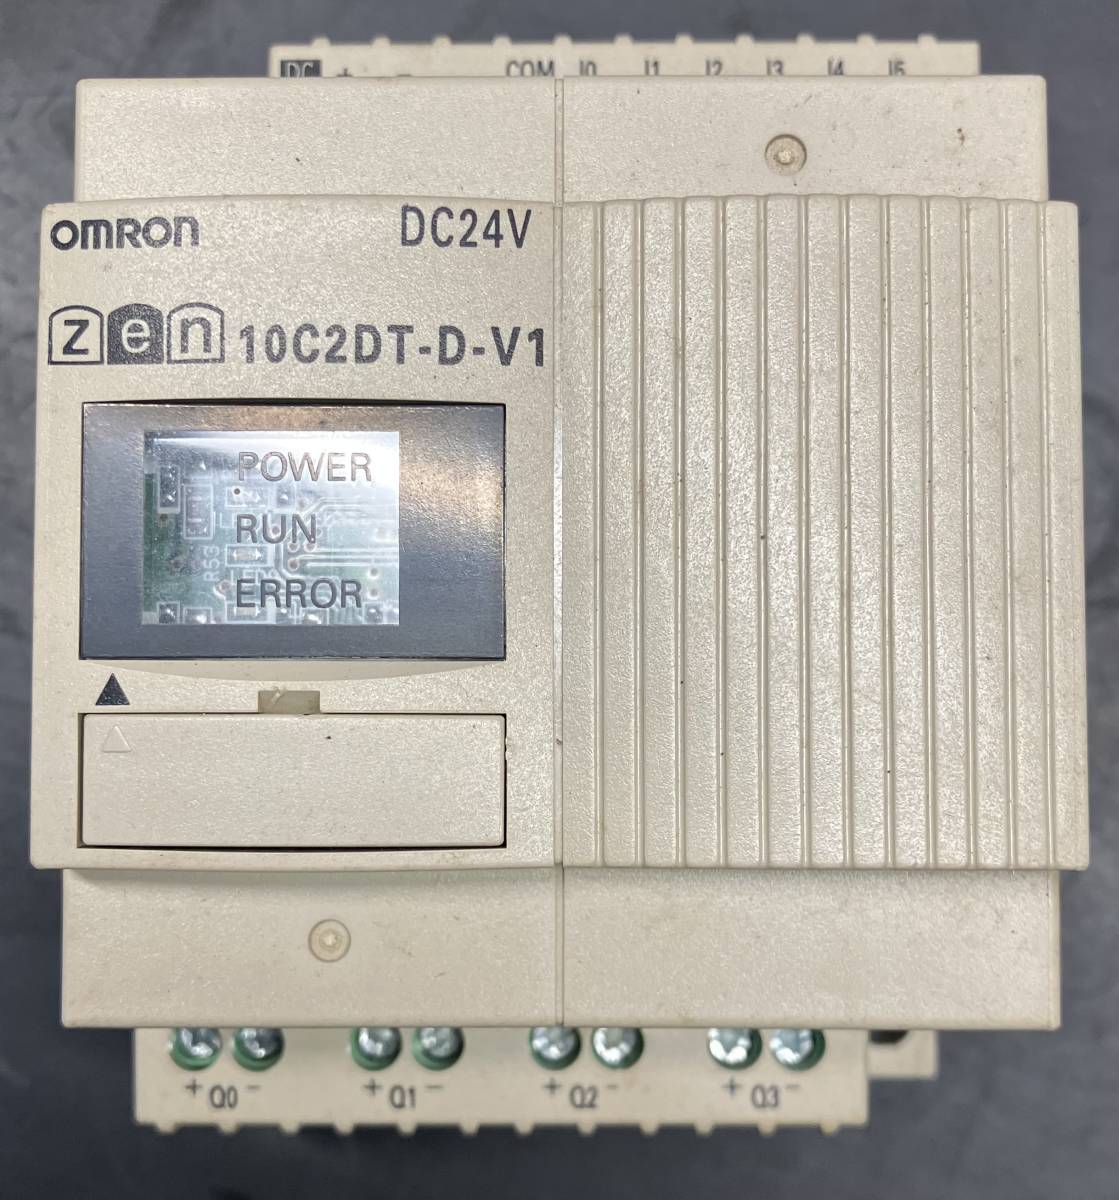 DC + - COM I0 I1 I2 I3 I4 I5
OMRON DC24V
zen 10C2DT-D-V1
POWER
RUN
R53
ERROR
+ Q0 - + Q1 - + Q2 - + Q3 -